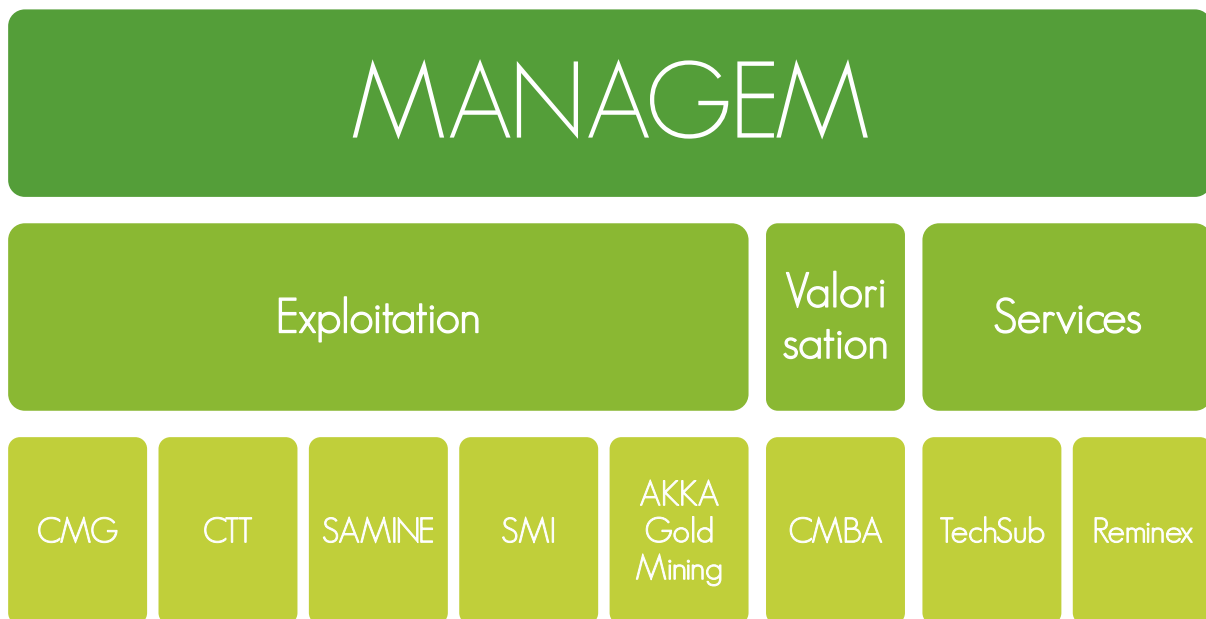 MANAGEM
Exploitation
Valori
sation
Services
CMG
CTT
SAMINE
SMI
AKKA
Gold
Mining
CMBA
TechSub
Reminex